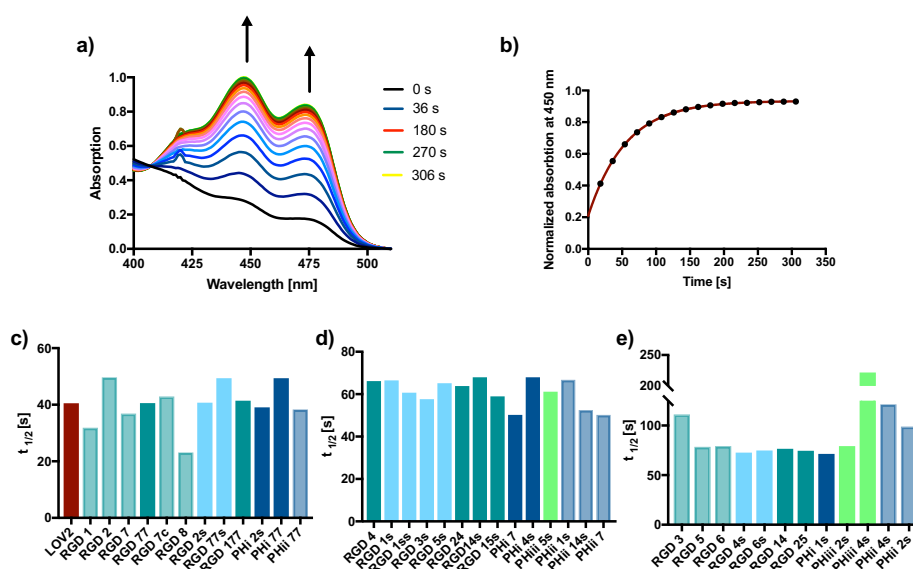 a)
1.0
0.8
0.6
0.4
0.2
0.0
400
425
450
475
500
Absorption
Wavelength [nm]
0 s
36 s
180 s
270 s
306 s
b)
1.0
0.8
0.6
0.4
0.2
0.0
0
50
100
150
200
250
300
350
Normalized absorbtion at 450 nm
Time [s]
c)
60
40
20
0
t 1/2 [s]
LOV2
RGD 1
RGD 2
RGD 7
RGD 77
RGD 7c
RGD 8
RGD 2s
RGD 77s
RGD 777
PHi 2s
PHi 77
PHii 77
d)
80
60
40
20
0
t 1/2 [s]
RGD 4
RGD 1s
RGD 1ss
RGD 3s
RGD 5s
RGD 24
RGD14s
RGD 15s
PHi 7
PHi 4s
PHiii 5s
PHii 1s
PHii 14s
PHii 7
e)
250
200
100
50
0
t 1/2 [s]
RGD 3
RGD 5
RGD 6
RGD 4s
RGD 6s
RGD 14
RGD 25
PHi 1s
PHiii 2s
PHiii 4s
PHii 4s
PHii 2s